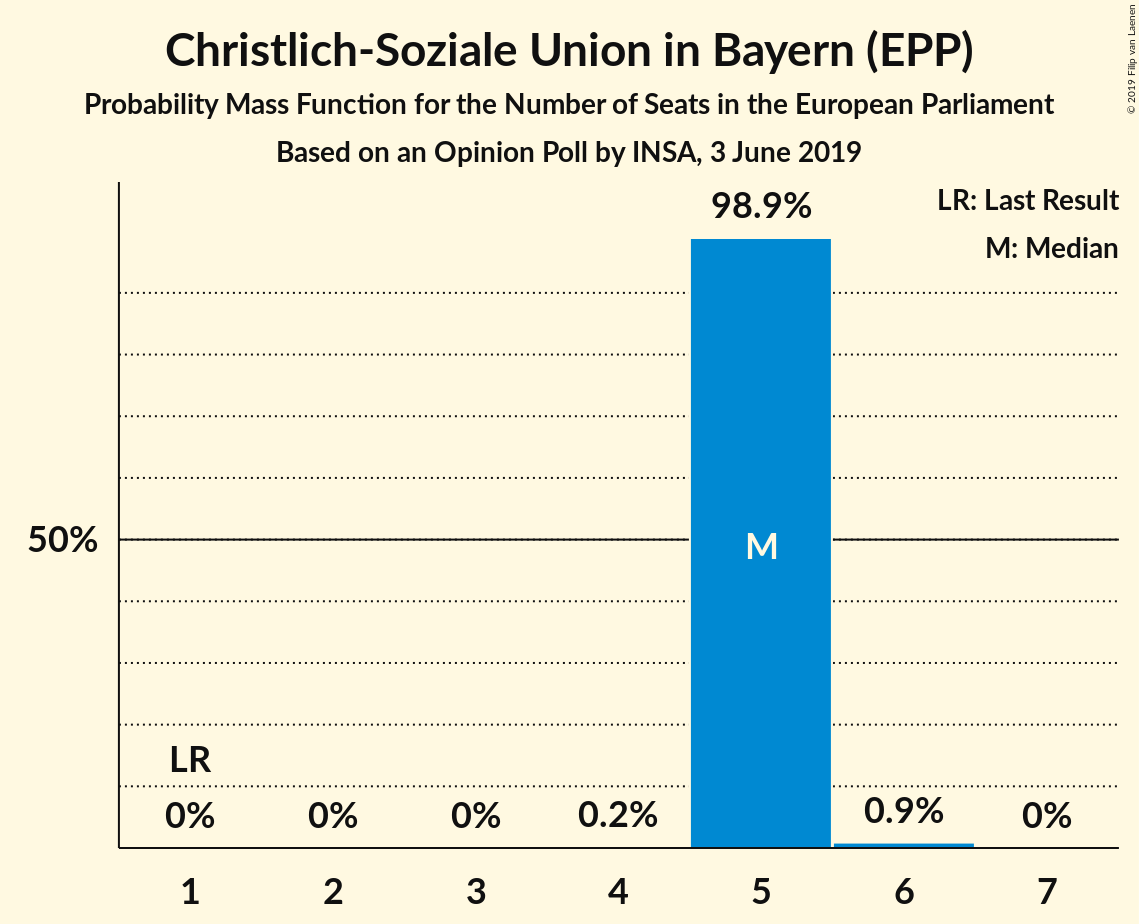 Christlich-Soziale Union in Bayern (EPP)
Probability Mass Function for the Number of Seats in the European Parliament
Based on an Opinion Poll by INSA, 3 June 2019
© 2019 Filip van Laenen
LR: Last Result
M: Median
98.9%
50%
M
LR
0% 0% 0% 0.2% 0.9% 0%
1 2 3 4 5 6 7